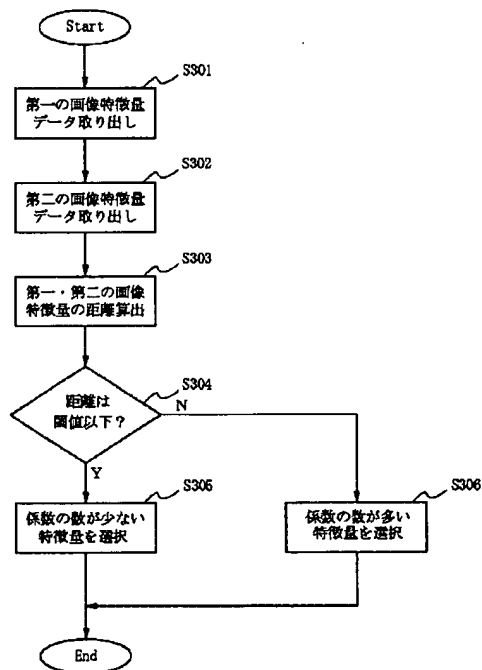 Start
S301
第一の画像特徴量
データ取り出し
S302
第二の画像特徴量
データ取り出し
S303
第一・第二の画像
特徴量の距離算出
S304
距離は
閾値以下？
N
Y
S305
係数の数が少ない
特徴量を選択
S306
係数の数が多い
特徴量を選択
End